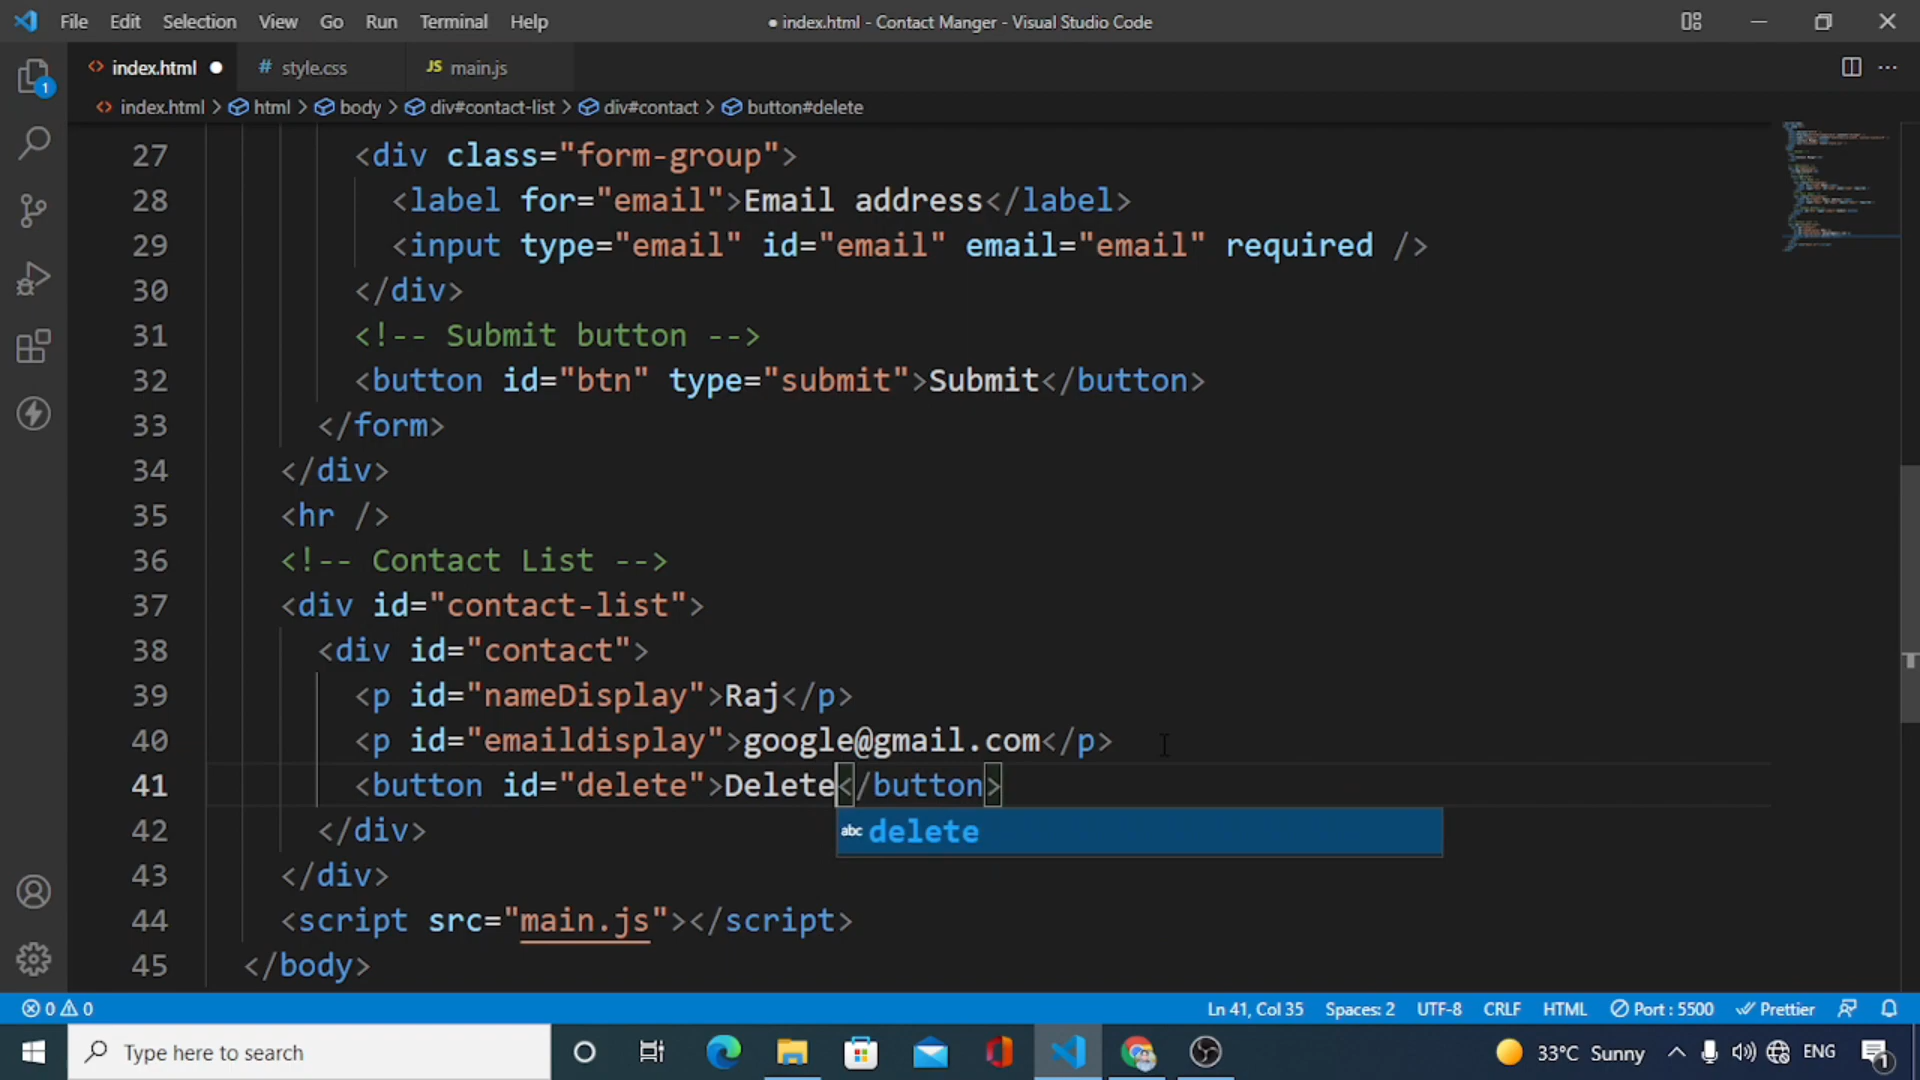 File Edit Selection View Go Run Terminal Help
● index.html - Contact Manger - Visual Studio Code
index.html ●
# style.css
JS main.js
1
index.html > html > body > div#contact-list > div#contact > button#delete
27 <div class="form-group">
28 <label for="email">Email address</label>
29 <input type="email" id="email" email="email" required />
30 </div>
31 <!-- Submit button -->
32 <button id="btn" type="submit">Submit</button>
33 </form>
34 </div>
35 <hr />
36 <!-- Contact List -->
37 <div id="contact-list">
38 <div id="contact">
39 <p id="nameDisplay">Raj</p>
40 <p id="emaildisplay">google@gmail.com</p>
41 <button id="delete">Delete</button>
abc delete
42 </div>
43 </div>
44 <script src="main.js"></script>
45 </body>
0 0
Ln 41, Col 35 Spaces: 2 UTF-8 CRLF HTML Port : 5500 Prettier
Type here to search
33°C Sunny
ENG
1